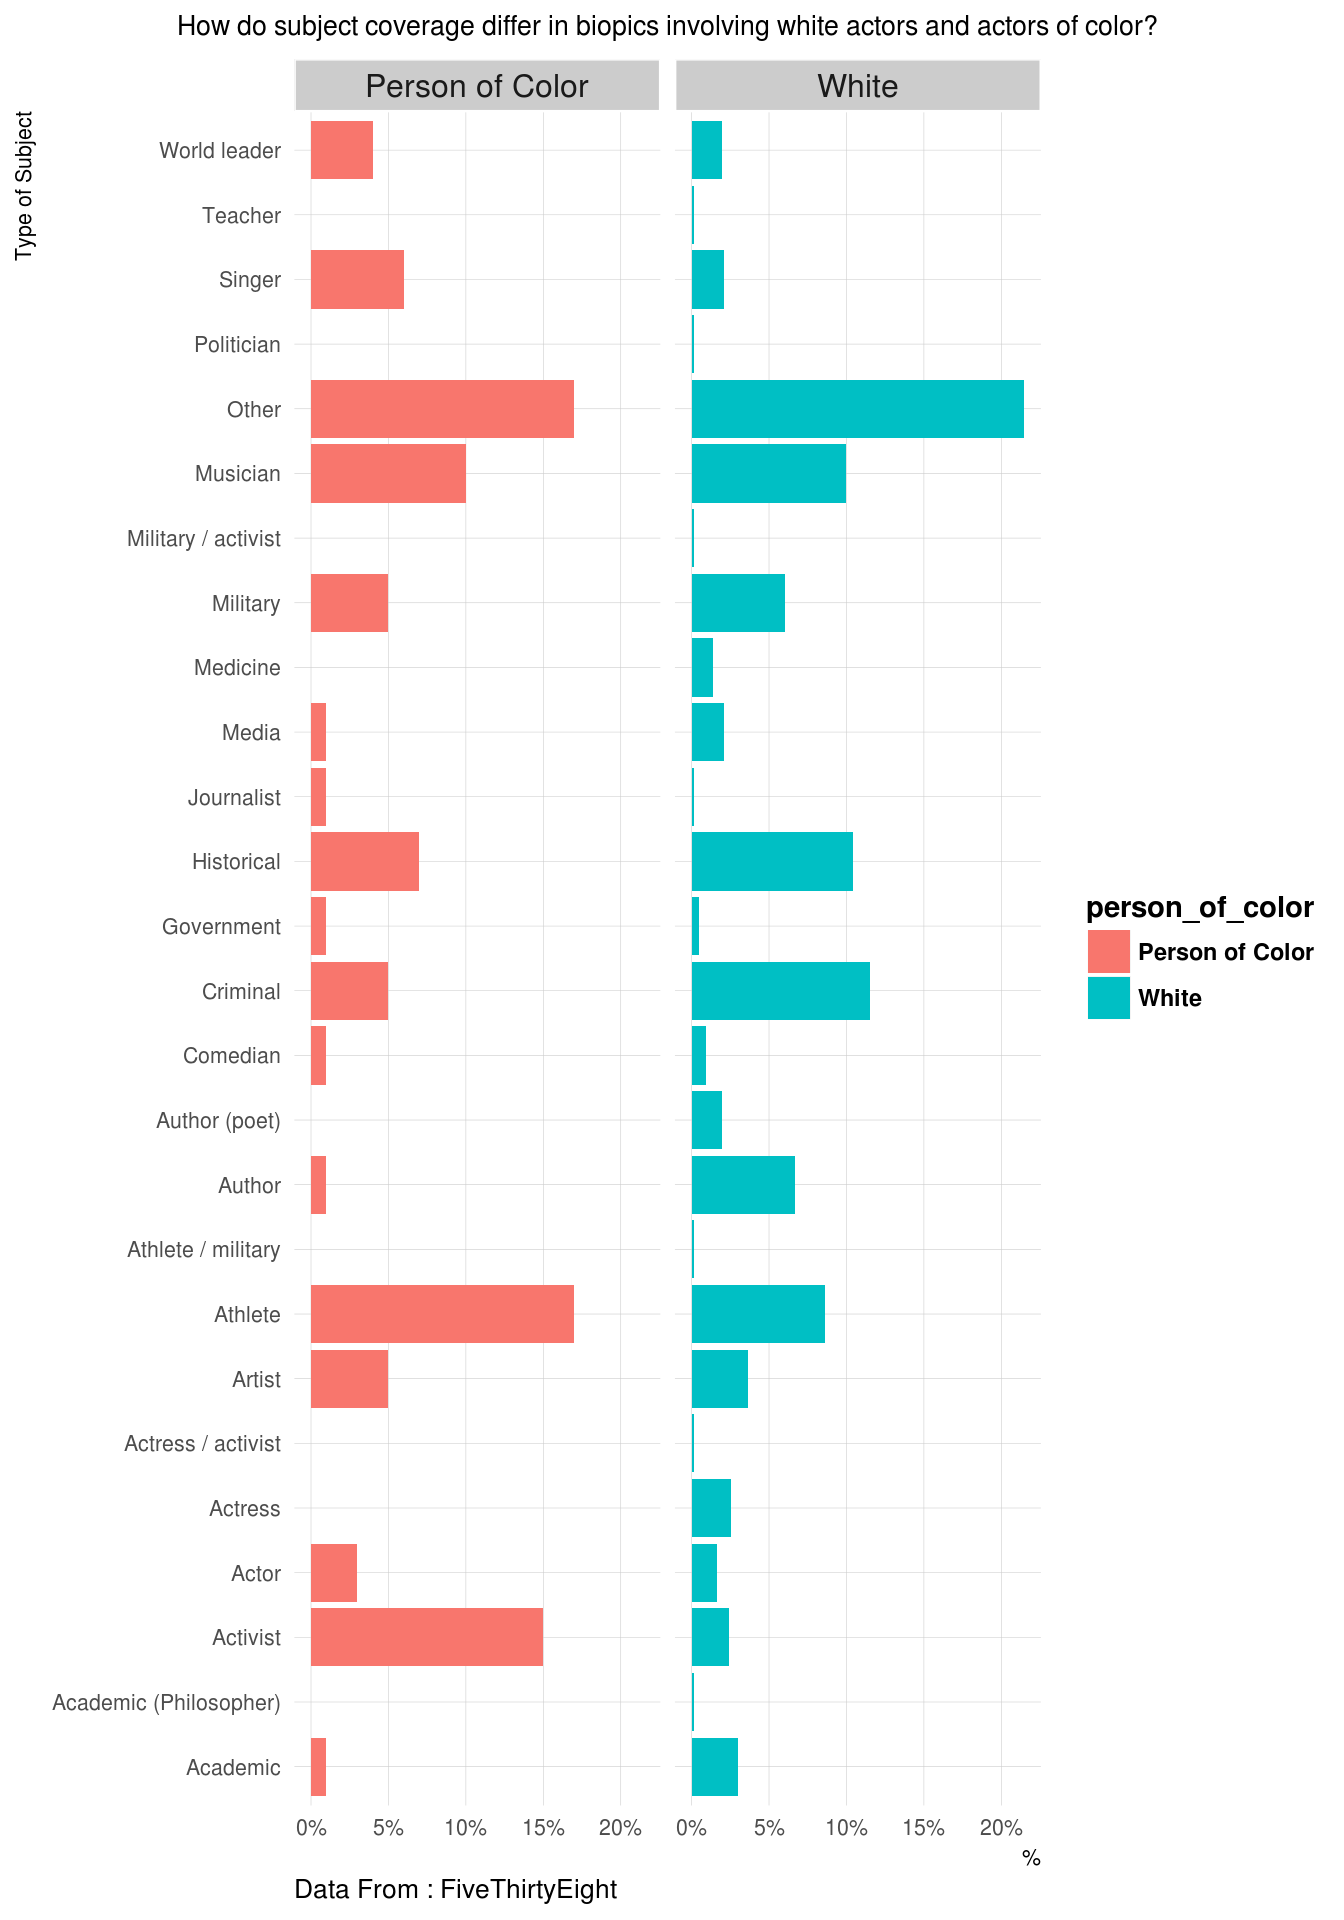 How do subject coverage differ in biopics involving white actors and actors of color?
Person of Color
White
Type of Subject
World leader
Teacher
Singer
Politician
Other
Musician
Military / activist
Military
Medicine
Media
Journalist
Historical
Government
Criminal
Comedian
Author (poet)
Author
Athlete / military
Athlete
Artist
Actress / activist
Actress
Actor
Activist
Academic (Philosopher)
Academic
0% 5% 10% 15% 20%
0% 5% 10% 15% 20%
%
Data From : FiveThirtyEight
person_of_color
Person of Color
White